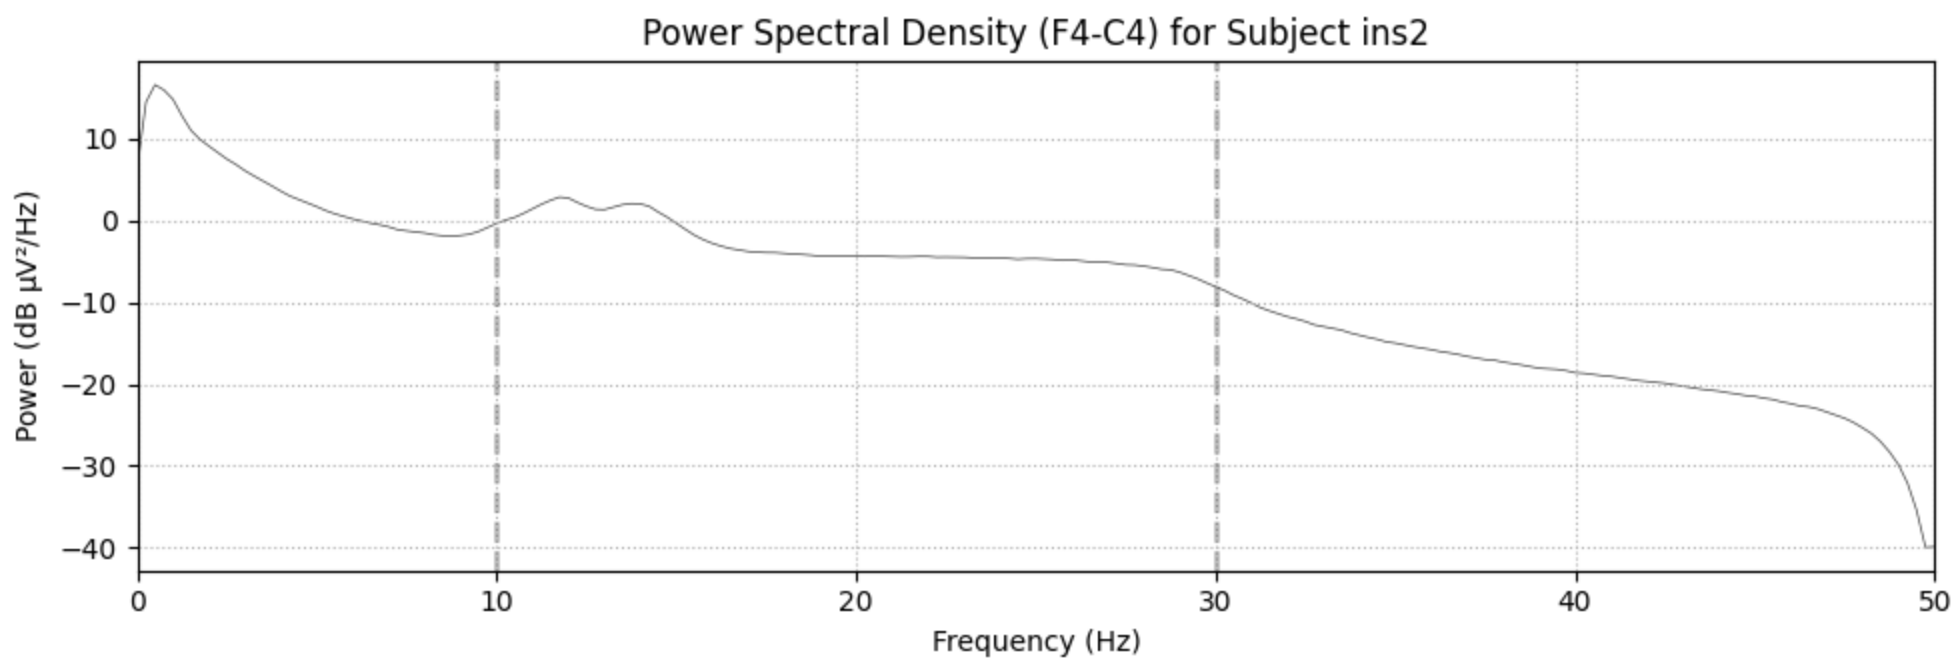 Power Spectral Density (F4-C4) for Subject ins2
Power (dB µV²/Hz)
10
0
−10
−20
−30
−40
0 10 20 30 40 50
Frequency (Hz)